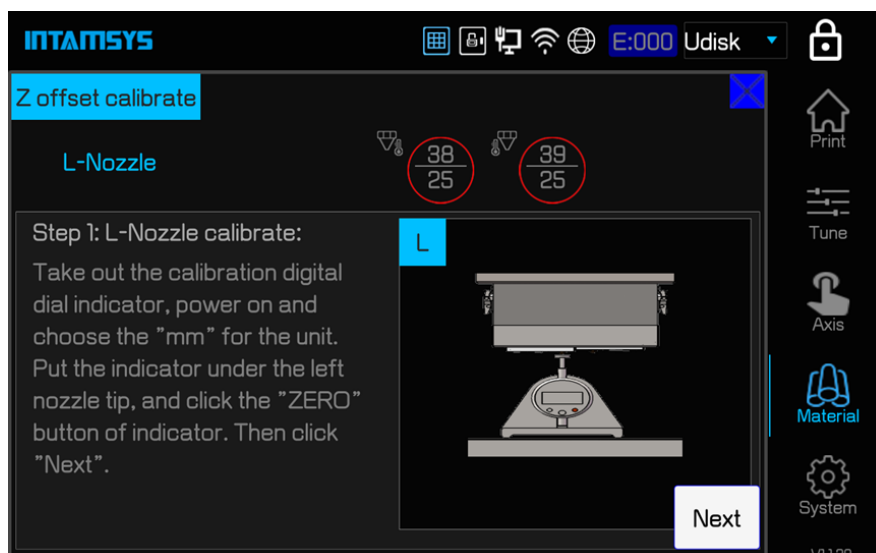 INTAMSYS
E:000 Udisk
Z offset calibrate
L-Nozzle
38
25
39
25
Print
Tune
Axis
Material
System
Step 1: L-Nozzle calibrate:
Take out the calibration digital
dial indicator, power on and
choose the "mm" for the unit.
Put the indicator under the left
nozzle tip, and click the "ZERO"
button of indicator. Then click
"Next".
L
Next